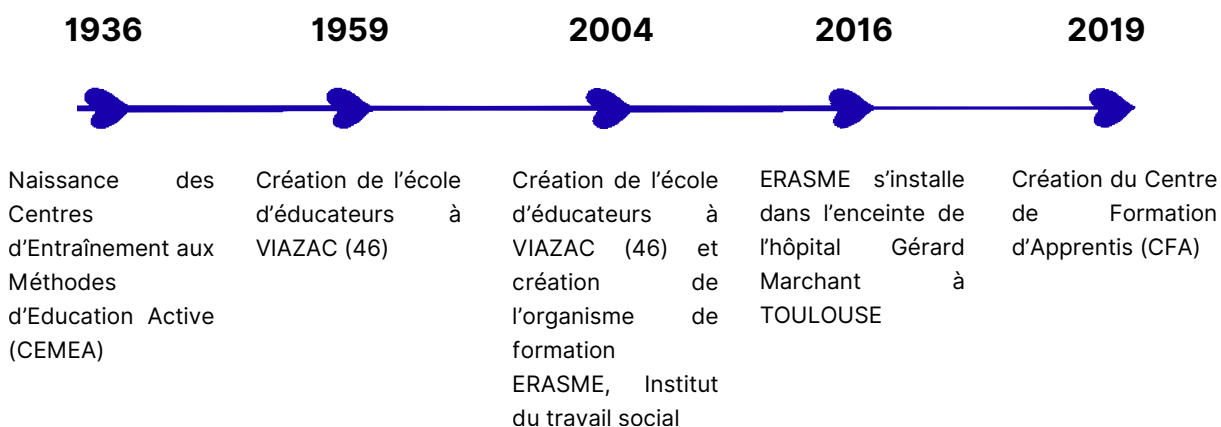 1936
Naissance des
Centres
d’Entraînement aux
Méthodes
d’Education Active
(CEMEA)
1959
Création de l’école
d’éducateurs à
VIAZAC (46)
2004
Création de l’école
d’éducateurs à
VIAZAC (46) et
création de
l’organisme de
formation
ERASME, Institut
du travail social
2016
ERASME s’installe
dans l’enceinte de
l’hôpital Gérard
Marchant à
TOULOUSE
2019
Création du Centre
de Formation
d’Apprentis (CFA)